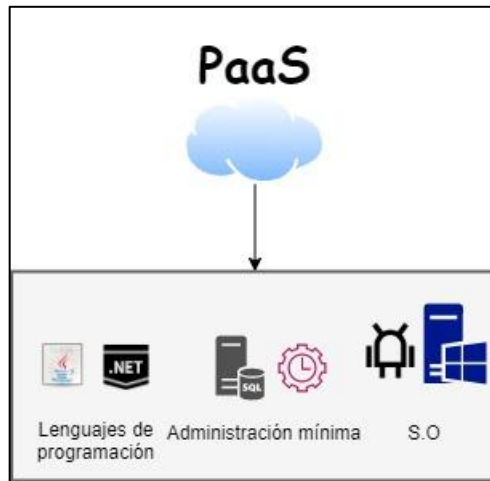 PaaS
.NET
SQL
Lenguajes de programación
Administración mínima
S.O